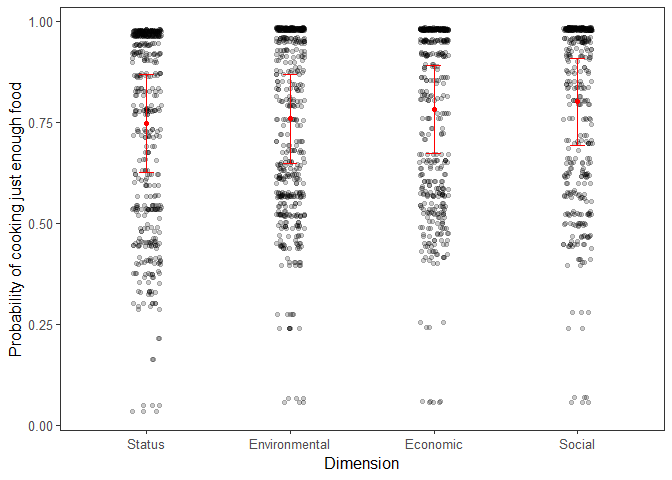 Probability of cooking just enough food
1.00
0.75
0.50
0.25
0.00
Status Environmental Economic Social
Dimension